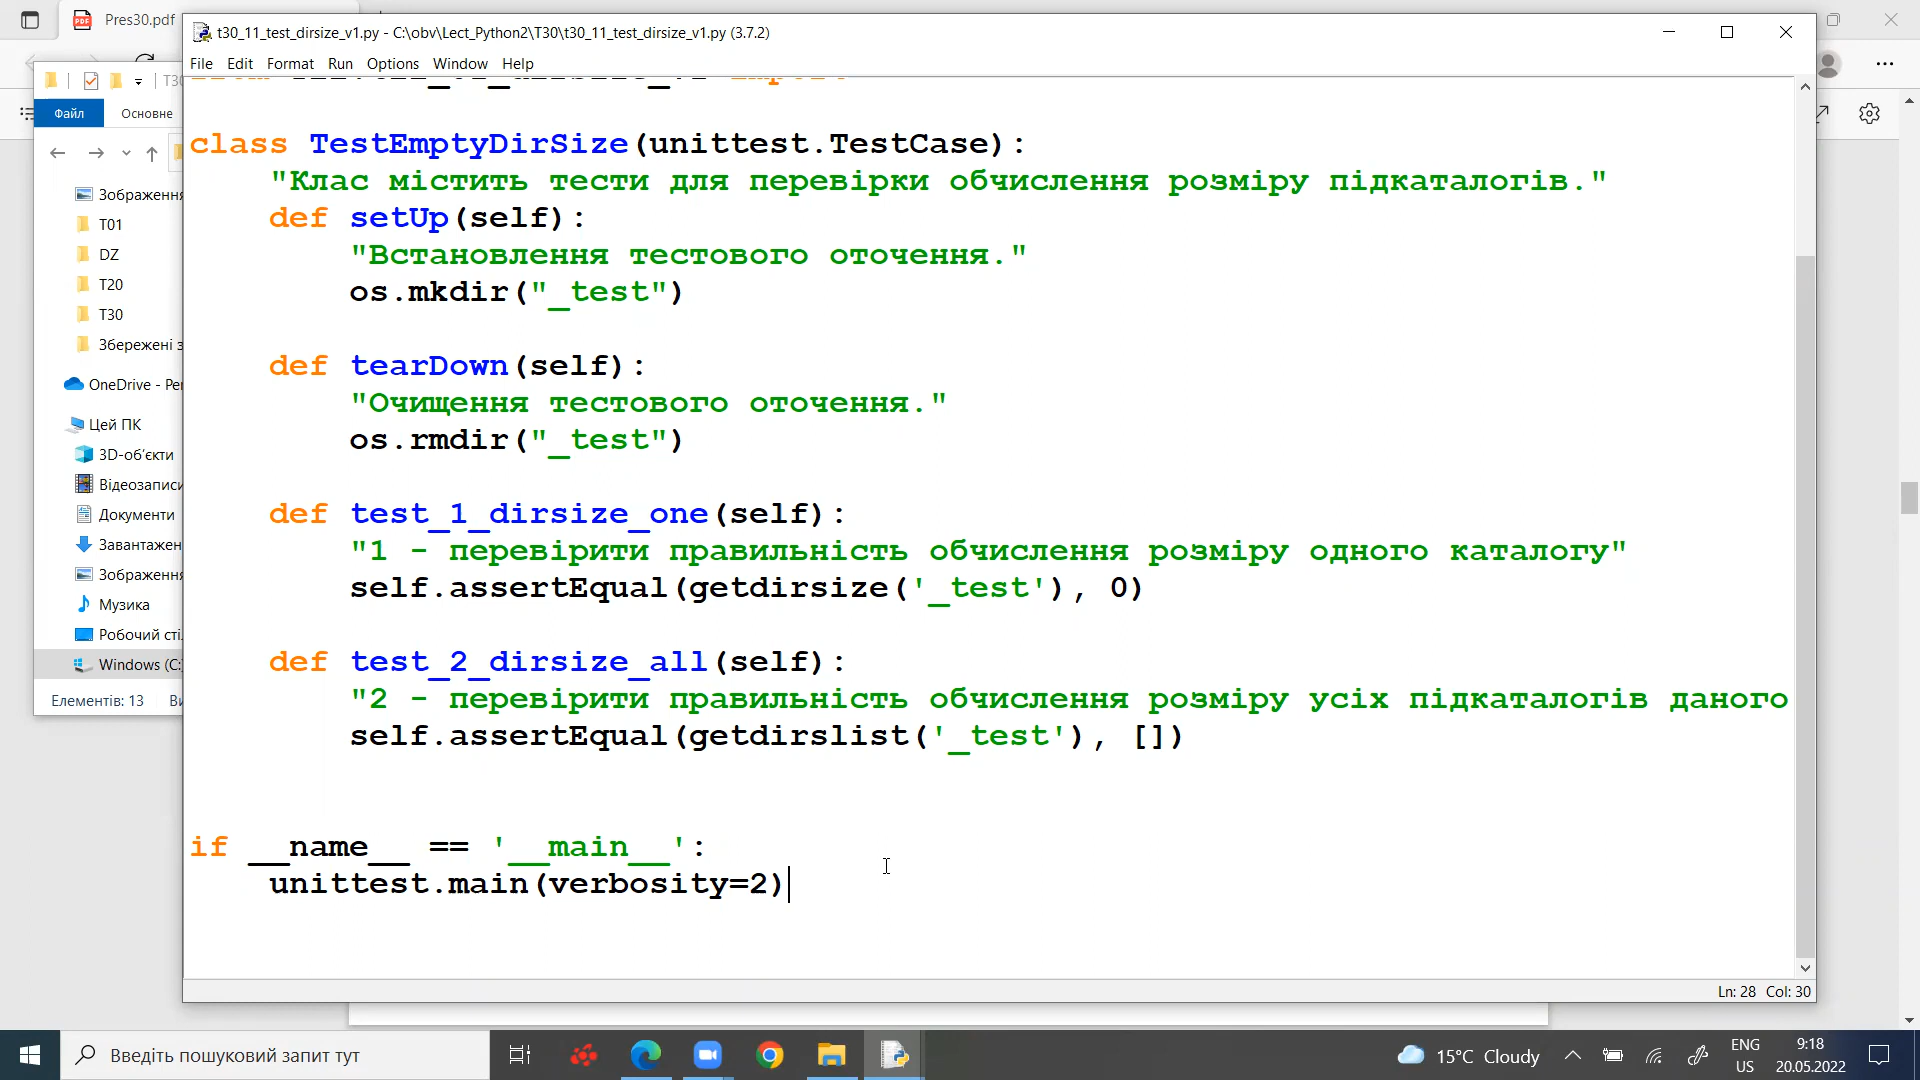 Pres30.pdf
t30_11_test_dirsize_v1.py - C:\obv\Lect_Python2\T30\t30_11_test_dirsize_v1.py (3.7.2)
File Edit Format Run Options Window Help
class TestEmptyDirSize(unittest.TestCase):
"Клас містить тести для перевірки обчислення розміру підкаталогів."
def setUp(self):
"Встановлення тестового оточення."
os.mkdir("_test")
def tearDown(self):
"Очищення тестового оточення."
os.rmdir("_test")
def test_1_dirsize_one(self):
"1 - перевірити правильність обчислення розміру одного каталогу"
self.assertEqual(getdirsize('_test'), 0)
def test_2_dirsize_all(self):
"2 - перевірити правильність обчислення розміру усіх підкаталогів даного
self.assertEqual(getdirslist('_test'), [])
if __name__ == '__main__':
unittest.main(verbosity=2)
Ln: 28 Col: 30
Файл Основне
Зображення
T01
DZ
T20
T30
Збережені з
OneDrive - Per
Цей ПК
3D-об'єкти
Відеозаписи
Документи
Завантажен
Зображення
Музика
Робочий сті
Windows (C:)
Елементів: 13 Ви
Введіть пошуковий запит тут
15°C Cloudy
ENG
US
9:18
20.05.2022